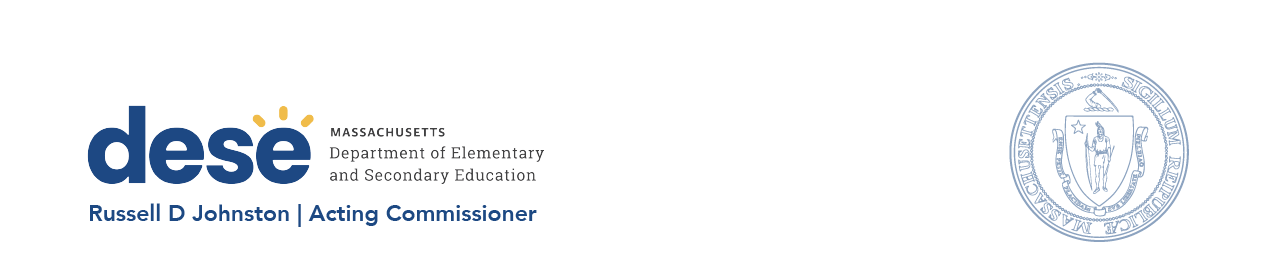 dese
MASSACHUSETTS
Department of Elementary
and Secondary Education
Russell D Johnston | Acting Commissioner
SIGILLUM REIPUBLICÆ MASSACHUSETTENSIS.